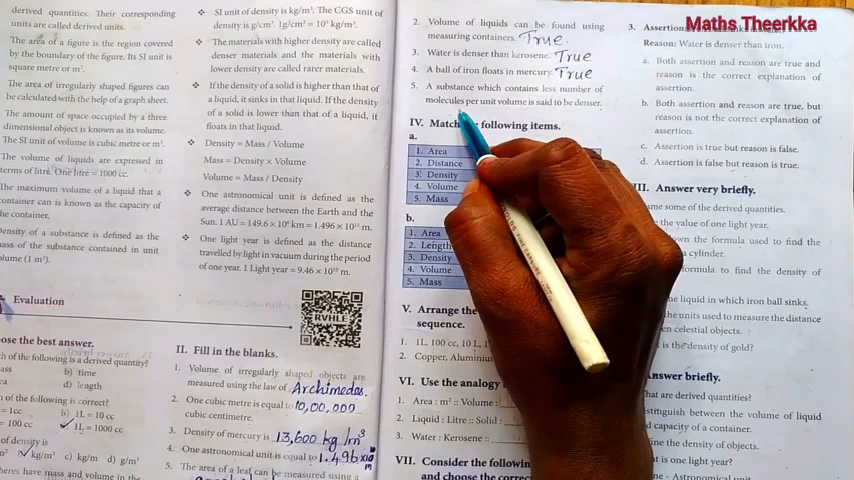 Maths Theerkka
derived quantities. Their corresponding
units are called derived units.
The area of a figure is the region covered
by the boundary of the figure. Its SI unit is
square metre or m².
The area of irregularly shaped figures can
be calculated with the help of a graph sheet.
The amount of space occupied by a three
dimensional object is known as its volume.
The SI unit of volume is cubic metre or m³.
The volume of liquids are expressed in
terms of litre. One litre = 1000 cc.
The maximum volume of liquid that a
container can is known as the capacity of
the container,
Density of a substance is defined as the
mass of the substance contained in unit
volume (1 m³).
Evaluation
the best answer.
of the following is a derived quantity?
b) time
d) length
of the following is correct?
= 1cc b) 1L = 10 cc
= 100 cc ✓ 1L = 1000 cc
of density is
✓ kg/m³ c) kg/m d) g/m³
have mass and volume in the
❖ SI unit of density is kg/m³. The CGS unit of
density is g/cm³. 1g/cm³ = 10³ kg/m³.
❖ The materials with higher density are called
denser materials and the materials with
lower density are called rarer materials.
❖ If the density of a solid is higher than that of
a liquid, it sinks in that liquid. If the density
of a solid is lower than that of a liquid, it
floats in that liquid.
❖ Density = Mass / Volume
Mass = Density × Volume
Volume = Mass / Density
❖ One astronomical unit is defined as the
average distance between the Earth and the
Sun. 1 AU = 149.6 × 10⁶ km = 1.496 × 10¹¹ m.
❖ One light year is defined as the distance
travelled by light in vacuum during the period
of one year. 1 Light year = 9.46 × 10¹⁵ m.
RVHLE
II. Fill in the blanks.
1. Volume of irregularly shaped objects are
measured using the law of Archimedes.
2. One cubic metre is equal to 10,00,000
cubic centimetre.
3. Density of mercury is 13,600 kg/m³
4. One astronomical unit is equal to 1.496×10¹¹ m
5. The area of a leaf can be measured using a
2. Volume of liquids can be found using
measuring containers. True.
3. Water is denser than kerosene. True
4. A ball of iron floats in mercury. True
5. A substance which contains less number of
molecules per unit volume is said to be denser.
IV. Match following items.
a.
1. Area
2. Distance
3. Density
4. Volume
5. Mass
b.
1. Area
2. Length
3. Density
4. Volume
5. Mass
V. Arrange the
sequence.
1. 1L, 100 cc, 10 L, 1
2. Copper, Aluminium
VI. Use the analogy
1. Area : m² :: Volume :
2. Liquid : Litre :: Solid :
3. Water : Kerosene ::
VII. Consider the following
and choose the correct
3. Assertion:
Reason: Water is denser than iron.
a. Both assertion and reason are true and
reason is the correct explanation of
assertion.
b. Both assertion and reason are true, but
reason is not the correct explanation of
assertion.
c. Assertion is true but reason is false.
d. Assertion is false but reason is true.
III. Answer very briefly.
some of the derived quantities.
the value of one light year.
down the formula used to find the
a cylinder.
formula to find the density of
the liquid in which iron ball sinks.
the units used to measure the distance
celestial objects.
is the density of gold?
Answer briefly.
are derived quantities?
distinguish between the volume of liquid
capacity of a container.
the density of objects.
is one light year?
- Astronomical unit